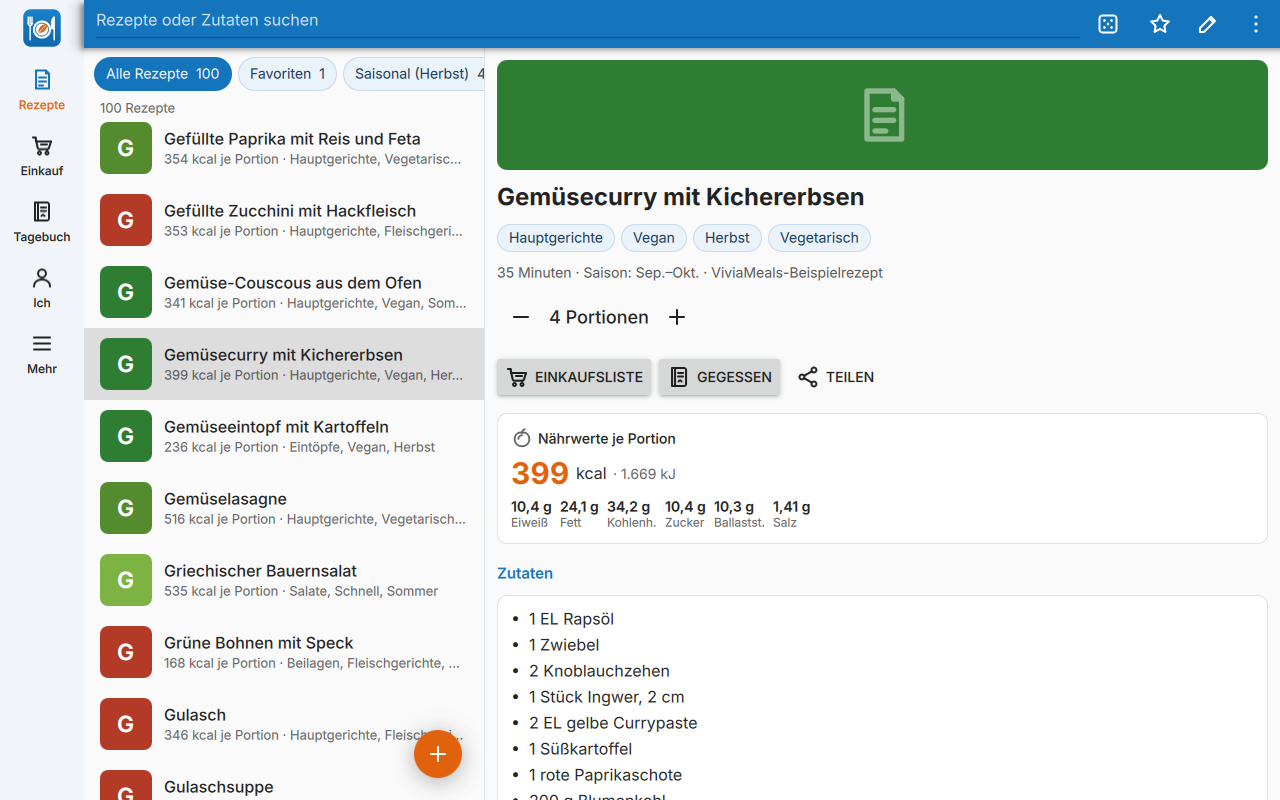 Rezepte oder Zutaten suchen
Rezepte
Einkauf
Tagebuch
Ich
Mehr
Alle Rezepte 100
Favoriten 1
Saisonal (Herbst) 4
100 Rezepte
G
Gefüllte Paprika mit Reis und Feta
354 kcal je Portion · Hauptgerichte, Vegetarisc...
G
Gefüllte Zucchini mit Hackfleisch
353 kcal je Portion · Hauptgerichte, Fleischgeri...
G
Gemüse-Couscous aus dem Ofen
341 kcal je Portion · Hauptgerichte, Vegan, Som...
G
Gemüsecurry mit Kichererbsen
399 kcal je Portion · Hauptgerichte, Vegan, Her...
G
Gemüseeintopf mit Kartoffeln
236 kcal je Portion · Eintöpfe, Vegan, Herbst
G
Gemüselasagne
516 kcal je Portion · Hauptgerichte, Vegetarisch...
G
Griechischer Bauernsalat
535 kcal je Portion · Salate, Schnell, Sommer
G
Grüne Bohnen mit Speck
168 kcal je Portion · Beilagen, Fleischgerichte, ...
G
Gulasch
346 kcal je Portion · Hauptgerichte,
G
Gulaschsuppe
Gemüsecurry mit Kichererbsen
Hauptgerichte
Vegan
Herbst
Vegetarisch
35 Minuten · Saison: Sep.–Okt. · ViviaMeals-Beispielrezept
4 Portionen
EINKAUFSLISTE
GEGESSEN
TEILEN
Nährwerte je Portion
399 kcal · 1.669 kJ
10,4 g 24,1 g 34,2 g 10,4 g 10,3 g 1,41 g
Eiweiß Fett Kohlenh. Zucker Ballastst. Salz
Zutaten
• 1 EL Rapsöl
• 1 Zwiebel
• 2 Knoblauchzehen
• 1 Stück Ingwer, 2 cm
• 2 EL gelbe Currypaste
• 1 Süßkartoffel
• 1 rote Paprikaschote